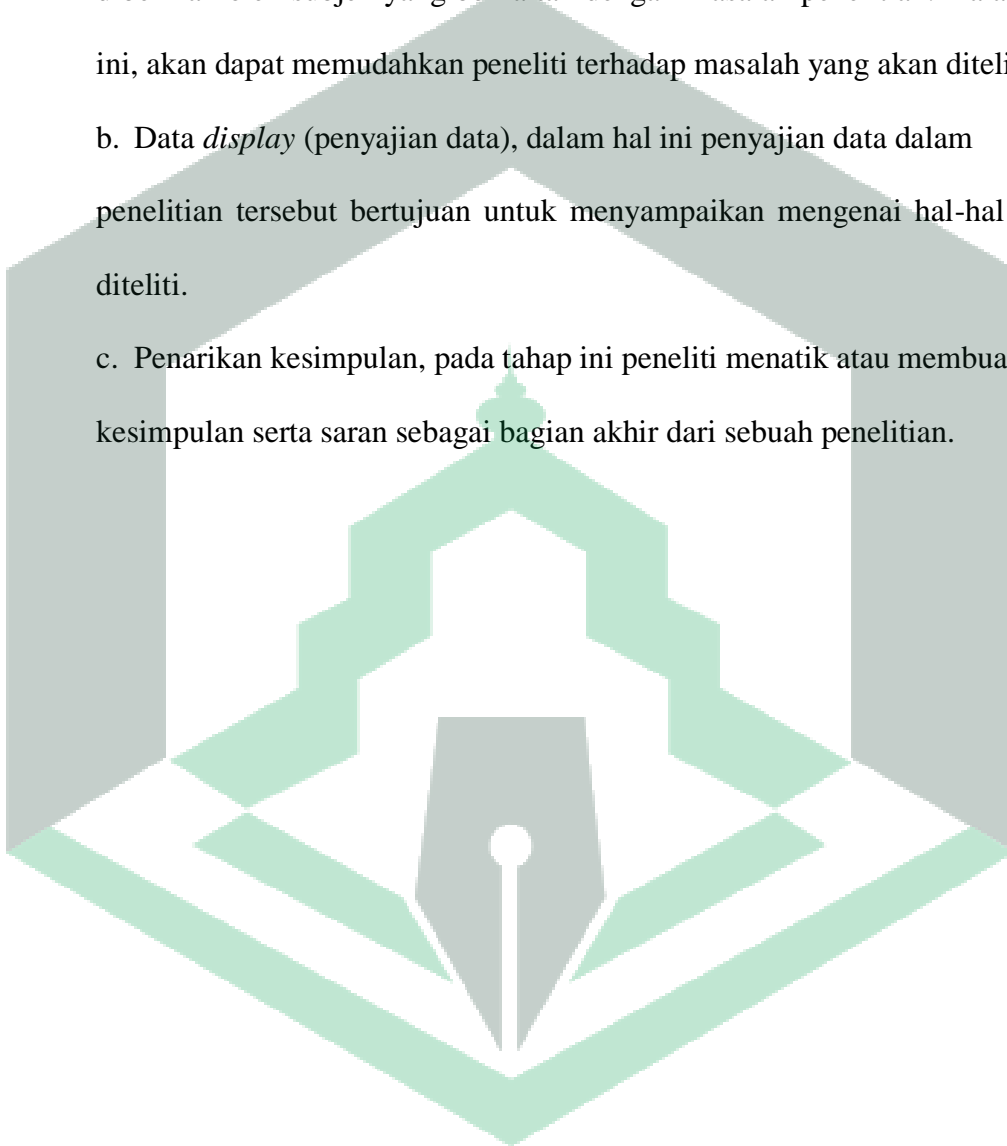 yang dengan
ini, akan dapat memudahkan peneliti terhadap masalah yang akan diteli
b. Data display (penyajian data), dalam hal ini penyajian data dalam
penelitian tersebut bertujuan untuk menyampaikan mengenai hal-hal
diteliti.
c. Penarikan kesimpulan, pada tahap ini peneliti menatik atau membua
kesimpulan serta saran sebagai bagian akhir dari sebuah penelitian.